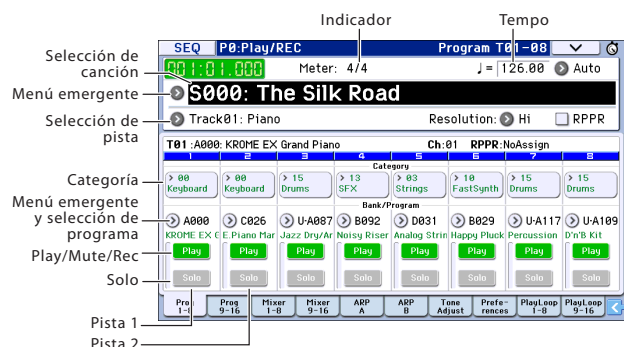 Indicador Tempo
Selección de canción
Menú emergente
Selección de pista
Categoría
Menú emergente y selección de programa
Play/Mute/Rec
Solo
Pista 1
Pista 2
SEQ P0:Play/REC Program T01-08
001:01.000 Meter: 4/4 ♩= 126.00 Auto
S000: The Silk Road
Track01: Piano Resolution: Hi RPPR
T01 :A000: KROME EX Grand Piano Ch:01 RPPR:NoAssign
1 2 3 4 5 6 7 8
Category
00 Keyboard 00 Keyboard 15 Drums 13 SFX 03 Strings 10 FastSynth 15 Drums 15 Drums
Bank/Program
A000 C026 U-A087 B092 D031 B029 U-A117 U-A109
KROME EX G E.Piano Mar Jazz Dry/Ar Noisy Riser Analog Strin Happy Pluck Percussion D'n'B Kit
Play Play Play Play Play Play Play Play
Solo Solo Solo Solo Solo Solo Solo Solo
Prog 1-8 Prog 9-16 Mixer 1-8 Mixer 9-16 ARP A ARP B Tone Adjust Prefe-rences PlayLoop 1-8 PlayLoop 9-16